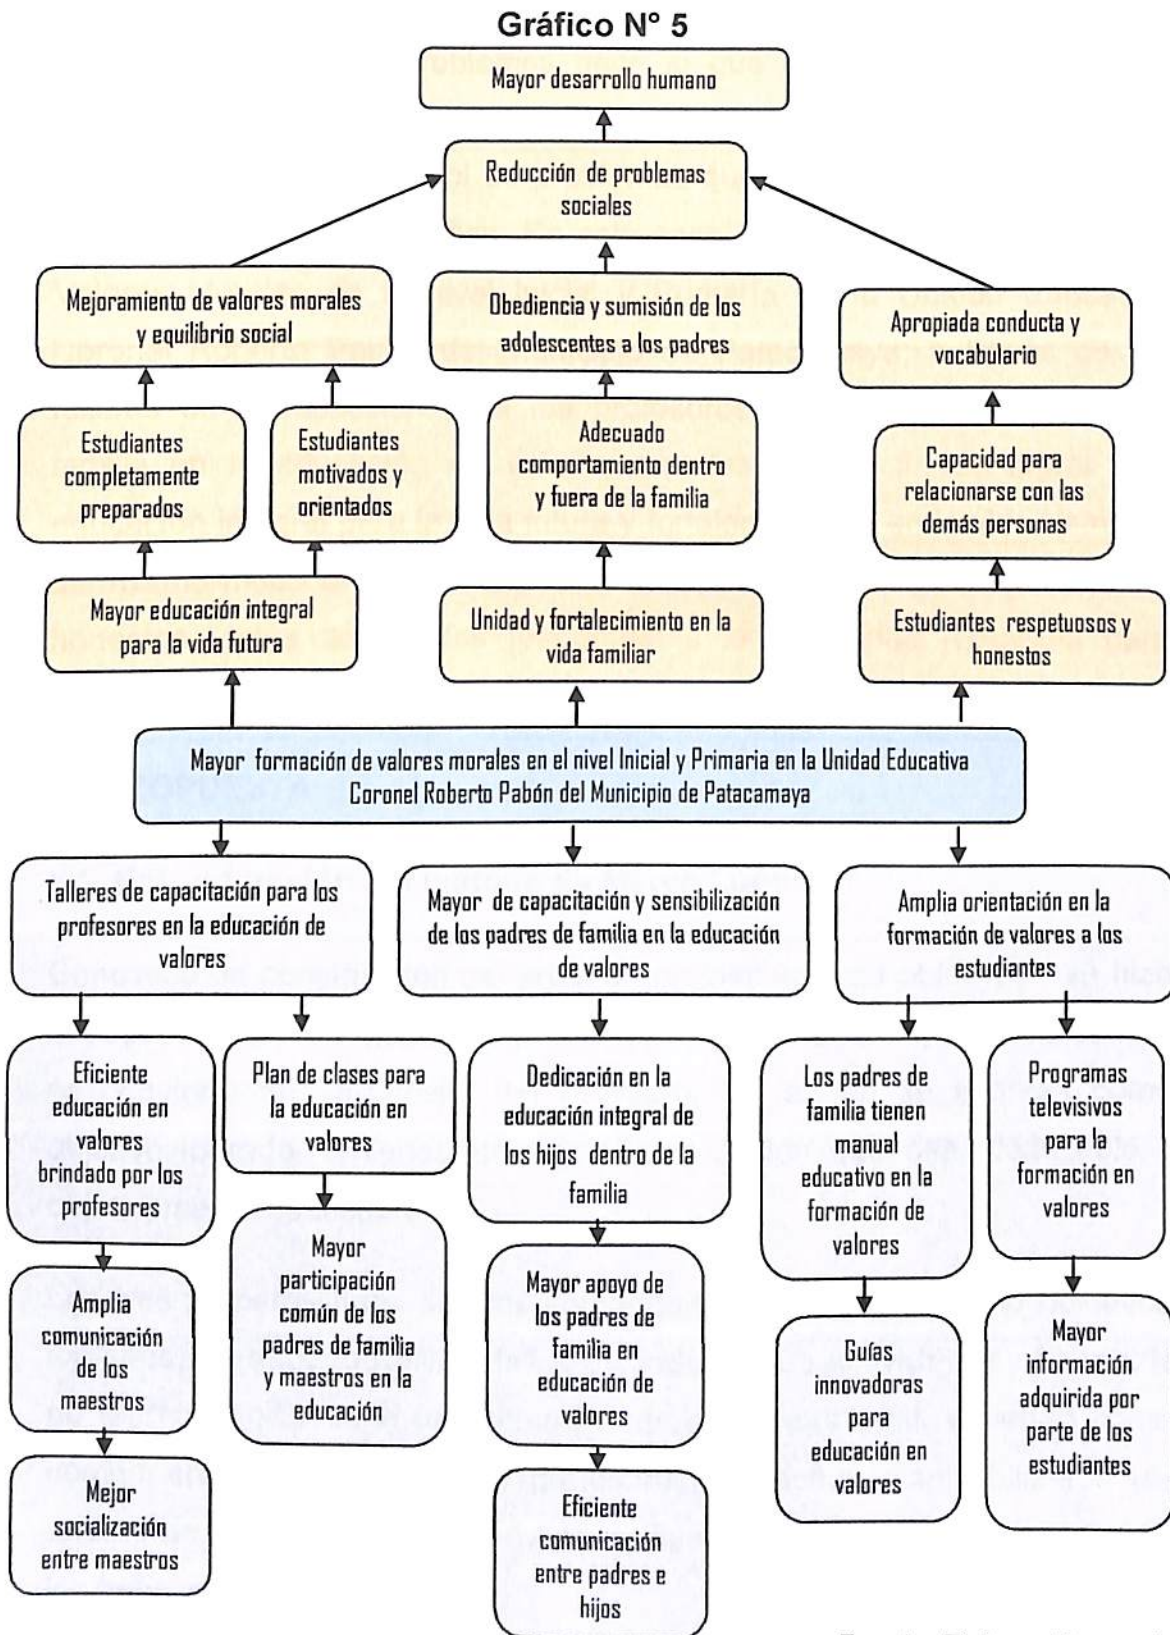 Gráfico N° 5
Mayor desarrollo humano
Reducción de problemas
sociales
Mejoramiento de valores morales
y equilibrio social
Obediencia y sumisión de los
adolescentes a los padres
Apropiada conducta y
vocabulario
Estudiantes
completamente
preparados
Estudiantes
motivados y
orientados
Adecuado
comportamiento dentro
y fuera de la familia
Capacidad para
relacionarse con las
demás personas
Mayor educación integral
para la vida futura
Unidad y fortalecimiento en la
vida familiar
Estudiantes respetuosos y
honestos
Mayor formación de valores morales en el nivel Inicial y Primaria en la Unidad Educativa
Coronel Roberto Pabón del Municipio de Patacamaya
Talleres de capacitación para los
profesores en la educación de
valores
Mayor de capacitación y sensibilización
de los padres de familia en la educación
de valores
Amplia orientación en la
formación de valores a los
estudiantes
Eficiente
educación en
valores
brindado por los
profesores
Plan de clases para
la educación en
valores
Dedicación en la
educación integral de
los hijos dentro de la
familia
Los padres de
familia tienen
manual
educativo en la
formación de
valores
Programas
televisivos
para la
formación en
valores
Amplia
comunicación
de los
maestros
Mayor
participación
común de los
padres de familia
y maestros en la
educación
Mayor apoyo de
los padres de
familia en
educación de
valores
Guías
innovadoras
para
educación en
valores
Mayor
información
adquirida por
parte de los
estudiantes
Mejor
socialización
entre maestros
Eficiente
comunicación
entre padres e
hijos